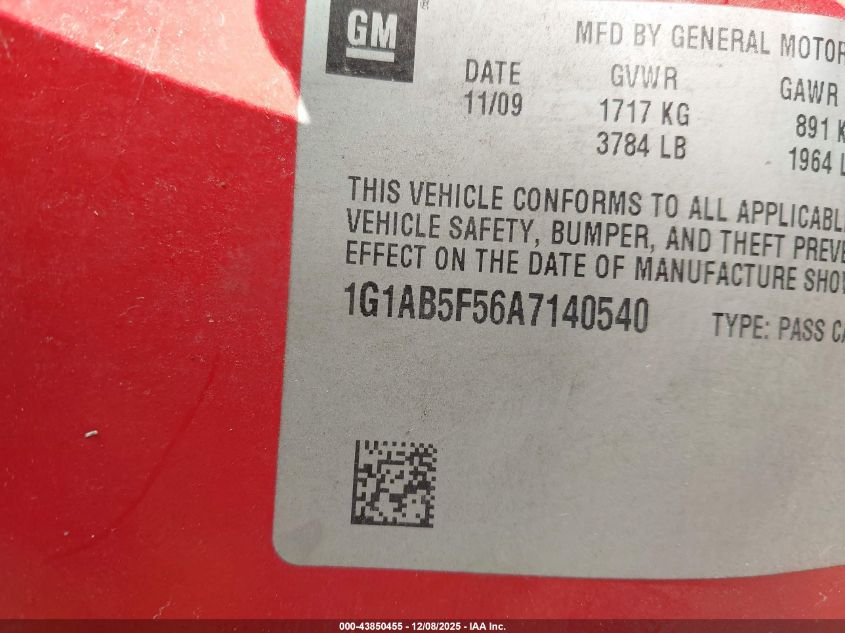 GM®
MFD BY GENERAL MOTOR
DATE GVWR GAWR
11/09 1717 KG 891 K
3784 LB 1964 L
THIS VEHICLE CONFORMS TO ALL APPLICABL
VEHICLE SAFETY, BUMPER, AND THEFT PREVE
EFFECT ON THE DATE OF MANUFACTURE SHOW
1G1AB5F56A7140540 TYPE: PASS CA
000-43850455 - 12/08/2025 - IAA Inc.